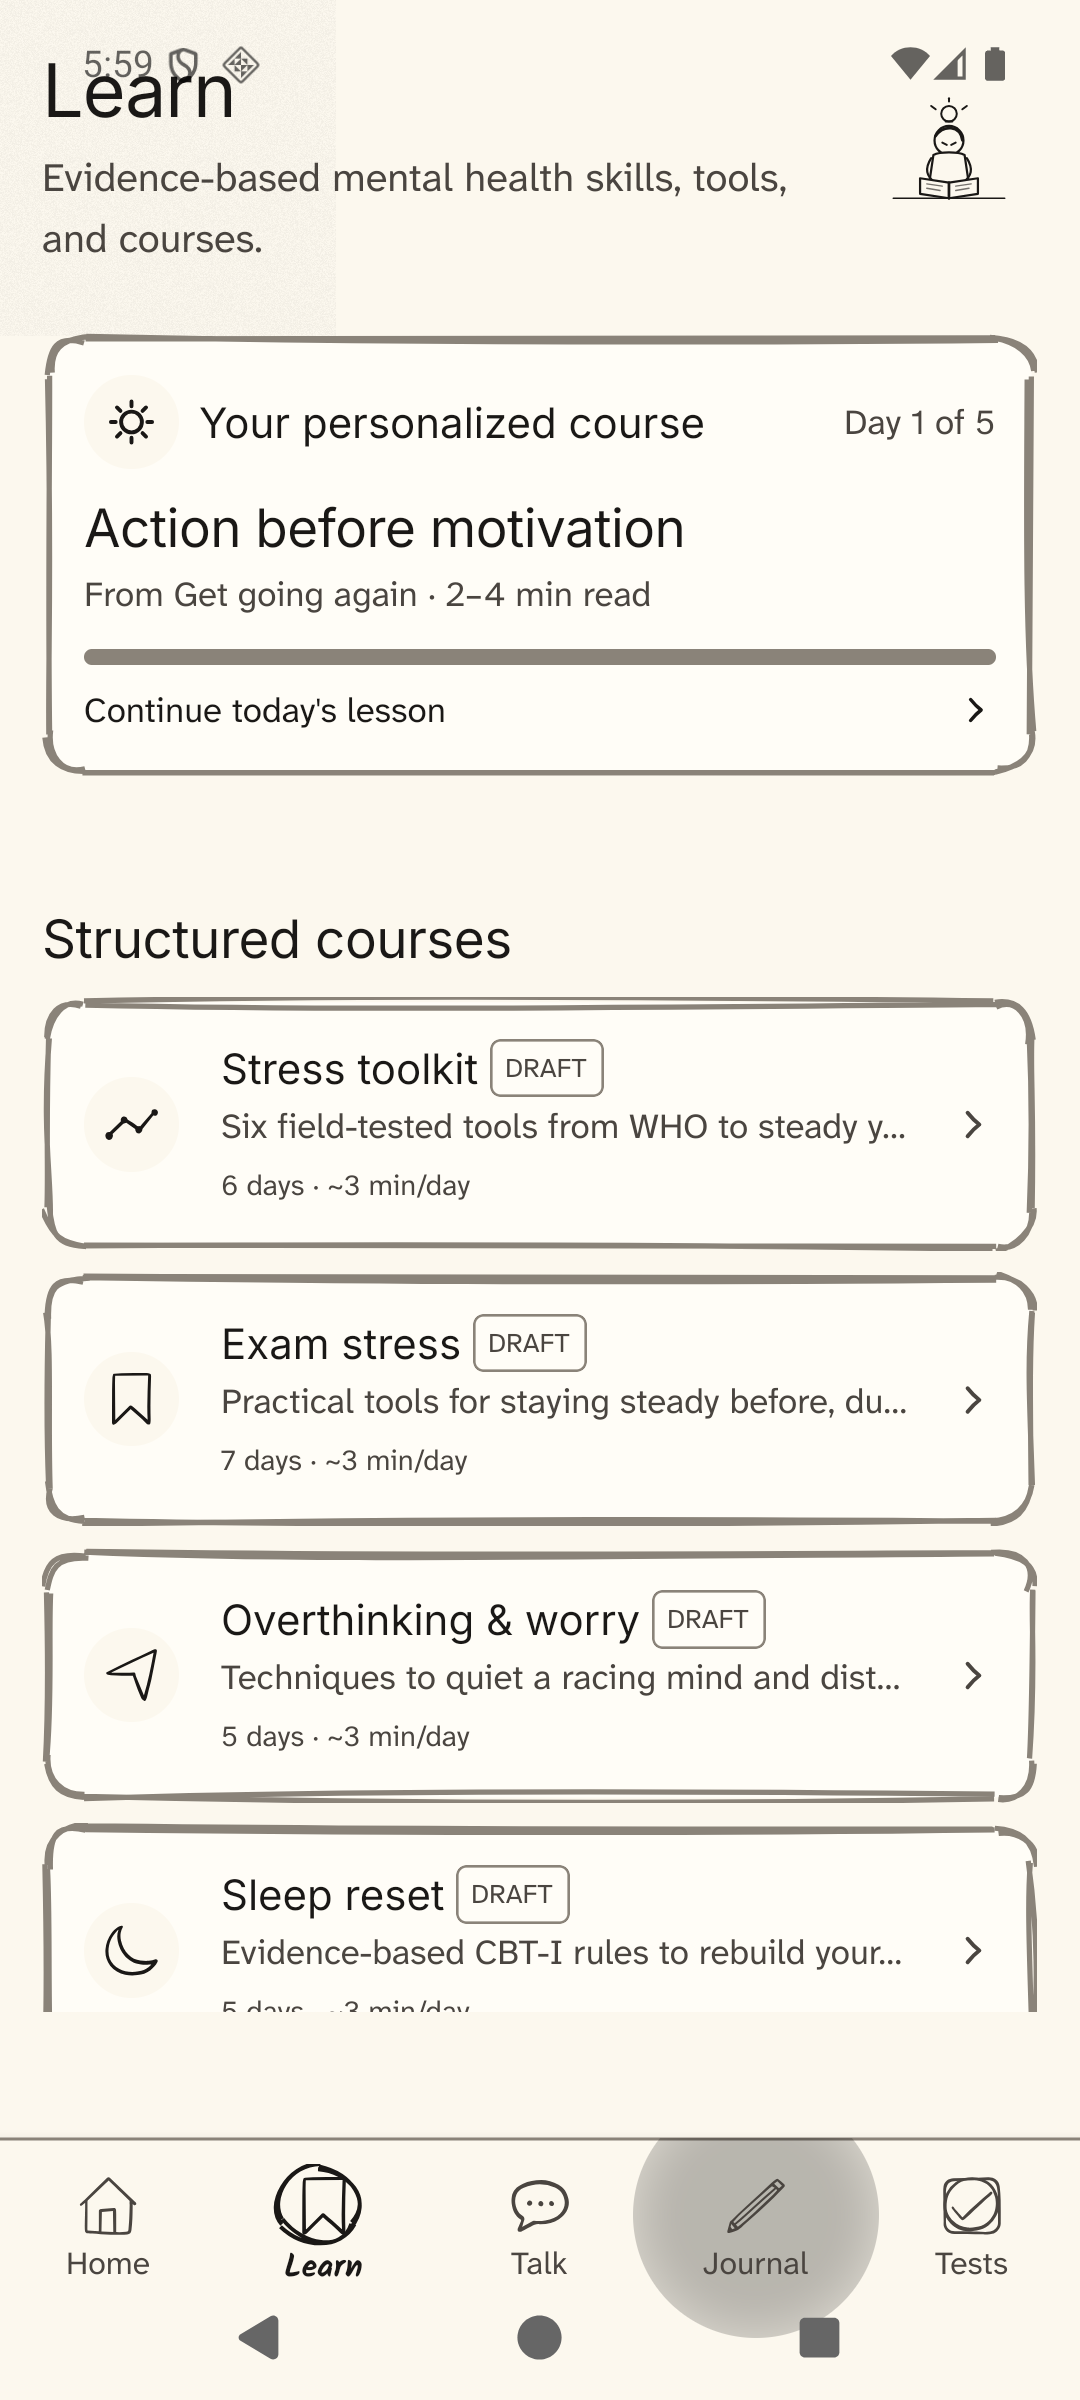 5:59
Learn
Evidence-based mental health skills, tools,
and courses.
Your personalized course
Day 1 of 5
Action before motivation
From Get going again · 2–4 min read
Continue today's lesson
Structured courses
Stress toolkit DRAFT
Six field-tested tools from WHO to steady y...
6 days · ~3 min/day
Exam stress DRAFT
Practical tools for staying steady before, du...
7 days · ~3 min/day
Overthinking & worry DRAFT
Techniques to quiet a racing mind and dist...
5 days · ~3 min/day
Sleep reset DRAFT
Evidence-based CBT-I rules to rebuild your...
5 days · ~3 min/day
Home
Learn
Talk
Journal
Tests